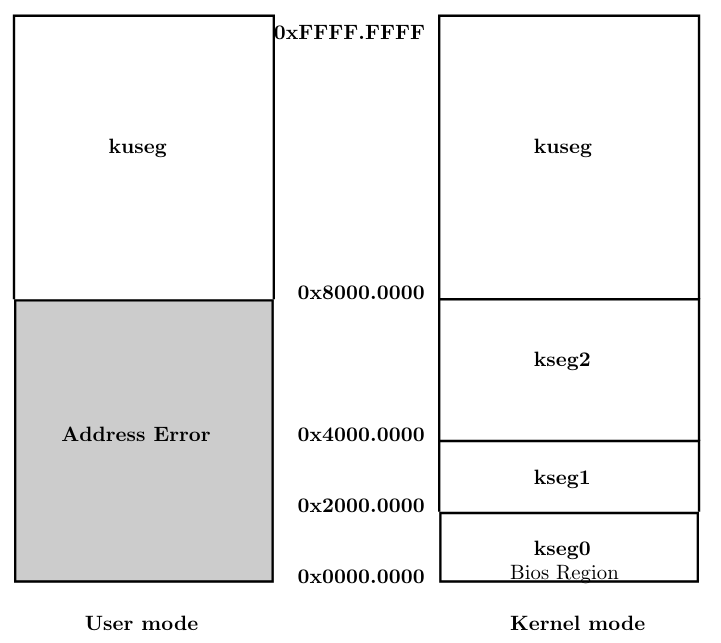 0xFFFF.FFFF
kuseg
kuseg
0x8000.0000
kseg2
Address Error
0x4000.0000
kseg1
0x2000.0000
kseg0
Bios Region
0x0000.0000
User mode
Kernel mode